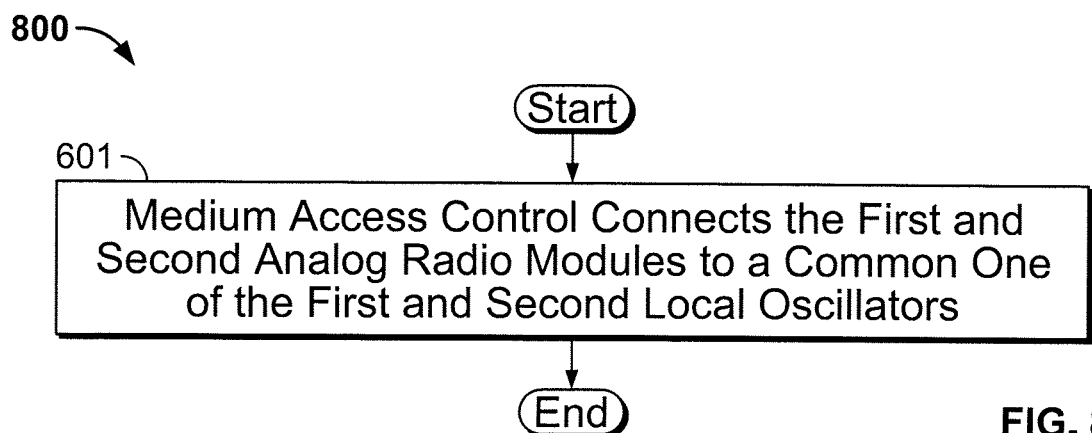 800
Start
601
Medium Access Control Connects the First and
Second Analog Radio Modules to a Common One
of the First and Second Local Oscillators
End
FIG.